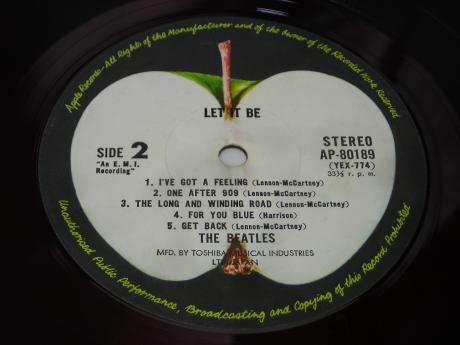 Apple Records-All Rights of the Manufacturer and of the Owner of the Recorded Work Reserved
LET IT BE
SIDE 2
"An E.M.I.
Recording"
STEREO
AP-80189
(YEX-774)
33⅓ r.p.m.
1. I'VE GOT A FEELING (Lennon-McCartney)
2. ONE AFTER 909 (Lennon-McCartney)
3. THE LONG AND WINDING ROAD (Lennon-McCartney)
4. FOR YOU BLUE (Harrison)
5. GET BACK (Lennon-McCartney)
THE BEATLES
MFD. BY TOSHIBA MUSICAL INDUSTRIES
LTD. JAPAN
Unauthorized Public Performance, Broadcasting and Copying of this Record Prohibited